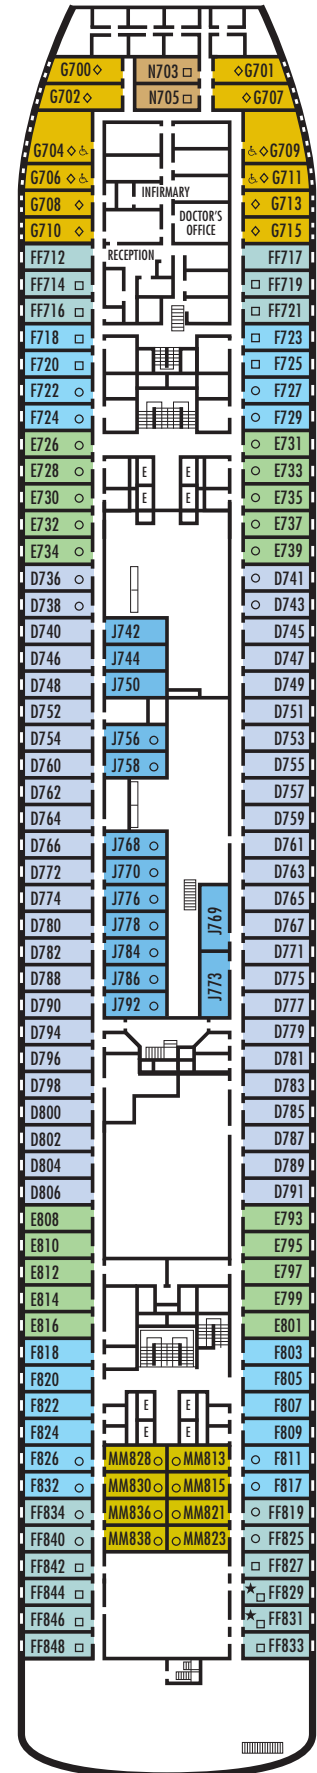 G700 N703 G701
G702 N705 G707
G704 G709
G706 G711
INFIRMARY
G708 G713
DOCTOR'S
OFFICE
G710 G715
RECEPTION
FF712 FF717
FF714 FF719
FF716 FF721
F718 F723
F720 F725
F722 F727
F724 F729
E726 E731
E728 E E E733
E730 E E E735
E732 E737
E734 E739
D736 D741
D738 D743
D740 J742 D745
D746 J744 D747
D748 J750 D749
D752 D751
D754 J756 D753
D760 J758 D755
D762 D757
D764 D759
D766 J768 D761
D772 J770 D763
D774 J776 J769 D765
D780 J778 D767
D782 J784 D771
D788 J786 J773 D775
D790 J792 D777
D794 D779
D796 D781
D798 D783
D800 D785
D802 D787
D804 D789
D806 D791
E808 E793
E810 E795
E812 E797
E814 E799
E816 E801
F818 F803
F820 F805
F822 E E F807
F824 E E F809
F826 MM828 MM813 F811
F832 MM830 MM815 F817
FF834 MM836 MM821 FF819
FF840 MM838 MM823 FF825
FF842 FF827
FF844 FF829
FF846 FF831
FF848 FF833